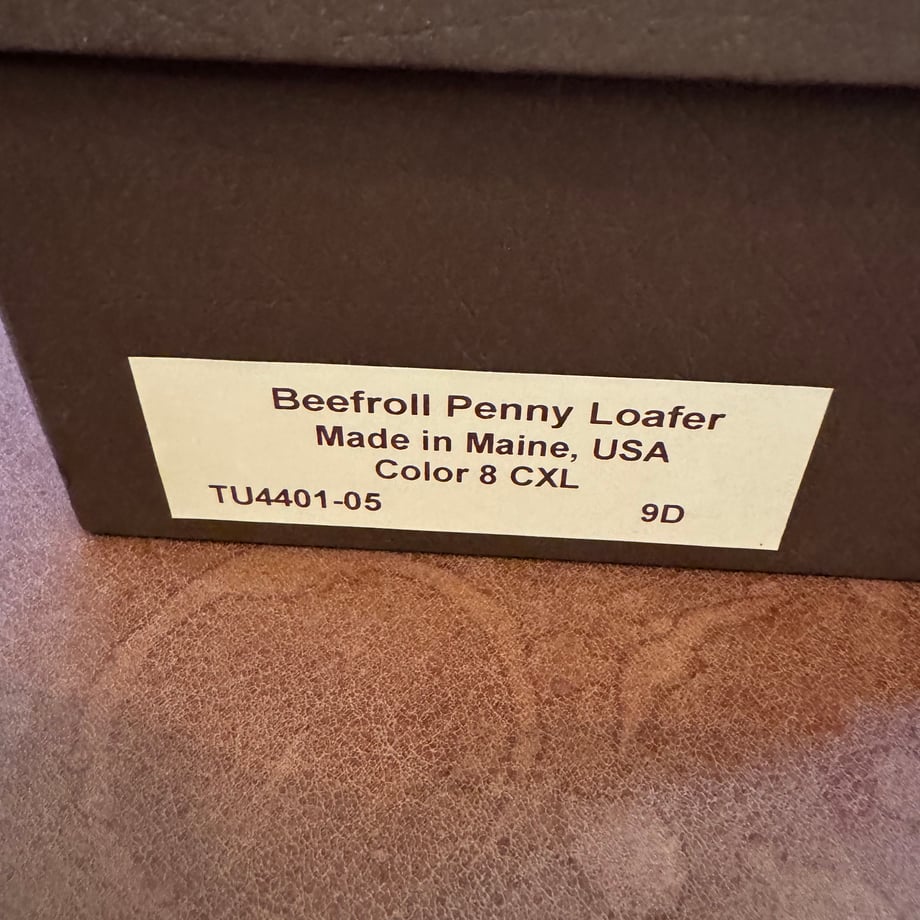 Beefroll Penny Loafer
Made in Maine, USA
Color 8 CXL
TU4401-05 9D